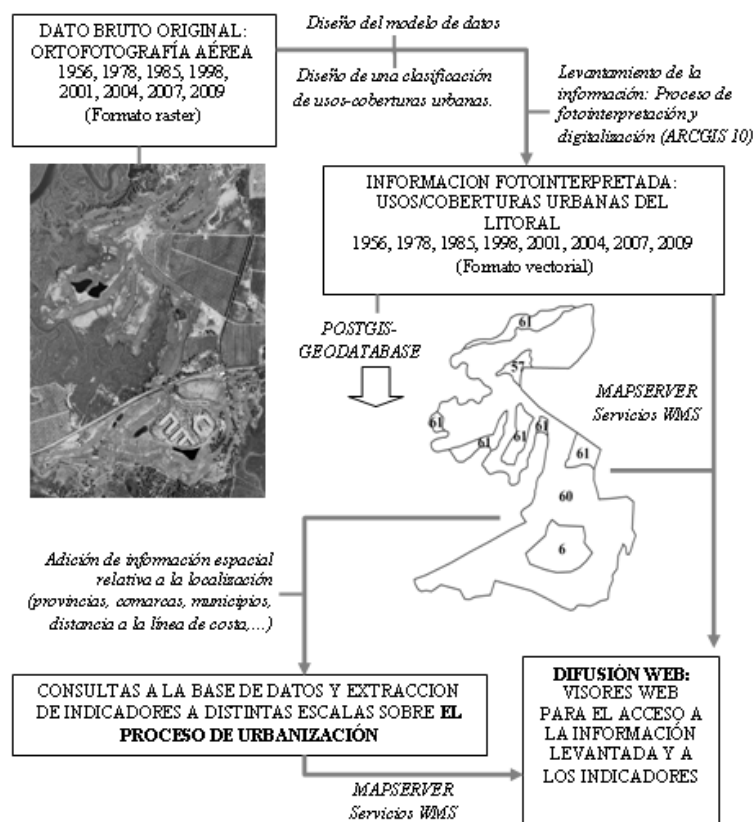 DATO BRUTO ORIGINAL:
ORTOFOTOGRAFÍA AÉREA
1956, 1978, 1985, 1998,
2001, 2004, 2007, 2009
(Formato raster)
Diseño del modelo de datos
Diseño de una clasificación
de usos-coberturas urbanas.
Levantamiento de la
información: Proceso de
fotointerpretación y
digitalización (ARCGIS 10)
INFORMACION FOTOINTERPRETADA:
USOS/COBERTURAS URBANAS DEL
LITORAL
1956, 1978, 1985, 1998, 2001, 2004, 2007, 2009
(Formato vectorial)
POSTGIS-
GEODATABASE
MAPSERVER
Servicios WMS
61
57
61
61
61
61
61
60
6
Adición de información espacial
relativa a la localización
(provincias, comarcas, municipios,
distancia a la línea de costa,...)
CONSULTAS A LA BASE DE DATOS Y EXTRACCION
DE INDICADORES A DISTINTAS ESCALAS SOBRE EL
PROCESO DE URBANIZACIÓN
DIFUSIÓN WEB:
VISORES WEB
PARA EL ACCESO A
LA INFORMACIÓN
LEVANTADA Y A
LOS INDICADORES
MAPSERVER
Servicios WMS